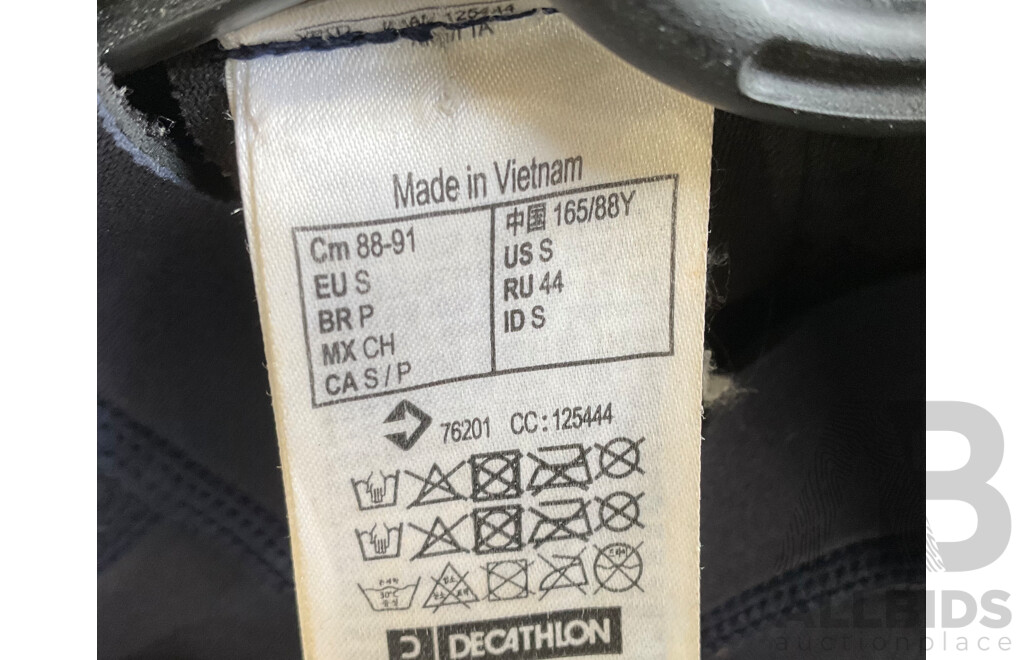 Made in Vietnam
Cm 88-91
EU S
BR P
MX CH
CA S / P
中国 165/88Y
US S
RU 44
ID S
76201 CC: 125444
30℃
DECATHLON
B
ALLBIDS
auctionplace